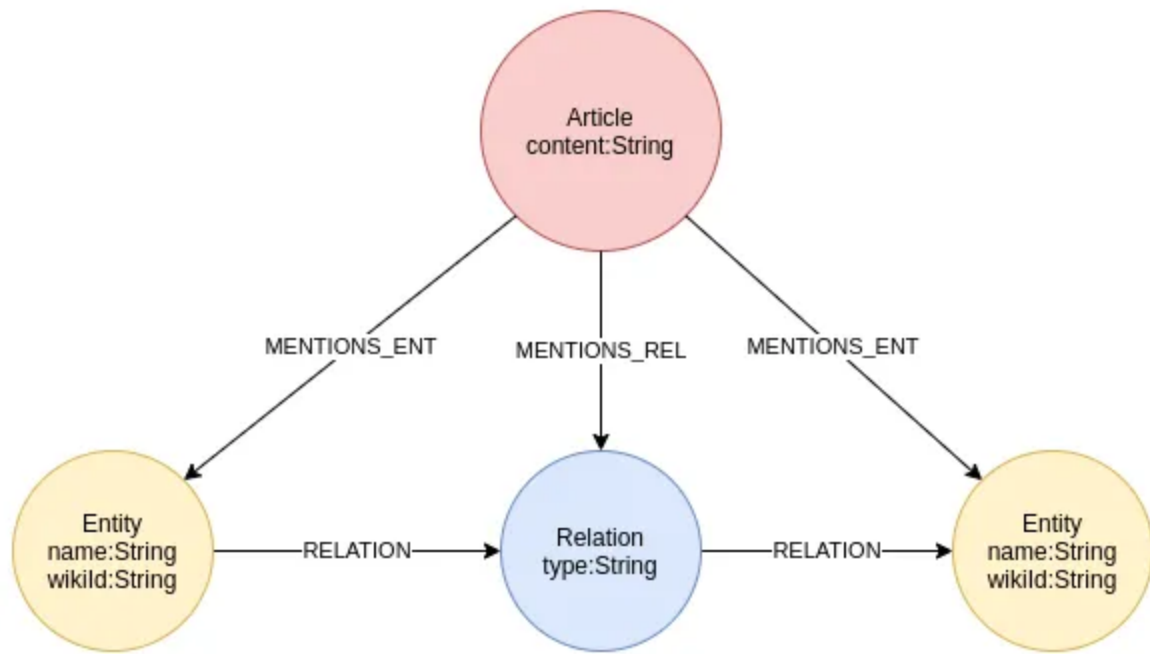 Article
content:String
MENTIONS_ENT
MENTIONS_REL
MENTIONS_ENT
Entity
name:String
wikiId:String
RELATION
Relation
type:String
RELATION
Entity
name:String
wikiId:String